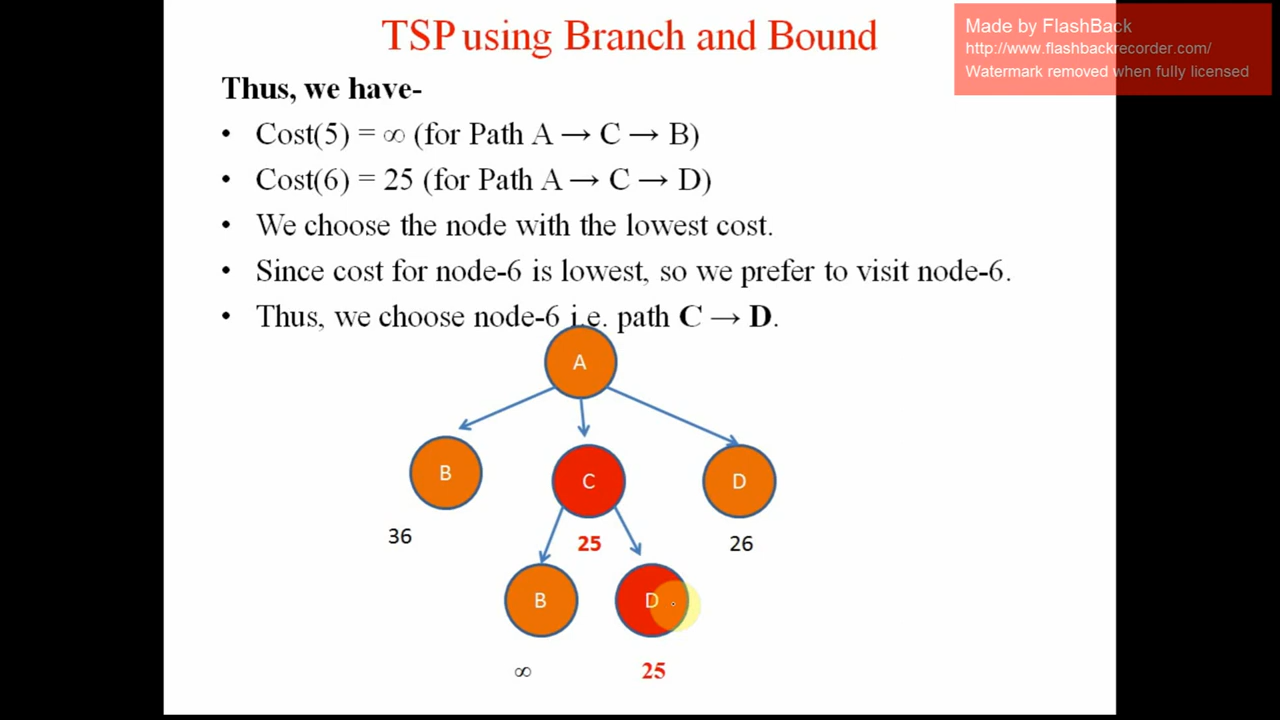 TSP using Branch and Bound
Made by FlashBack
http://www.flashbackrecorder.com/
Watermark removed when fully licensed
Thus, we have-
• Cost(5) = ∞ (for Path A → C → B)
• Cost(6) = 25 (for Path A → C → D)
• We choose the node with the lowest cost.
• Since cost for node-6 is lowest, so we prefer to visit node-6.
• Thus, we choose node-6 i.e. path C → D.
A
B
C
D
36
25
26
B
D
∞
25